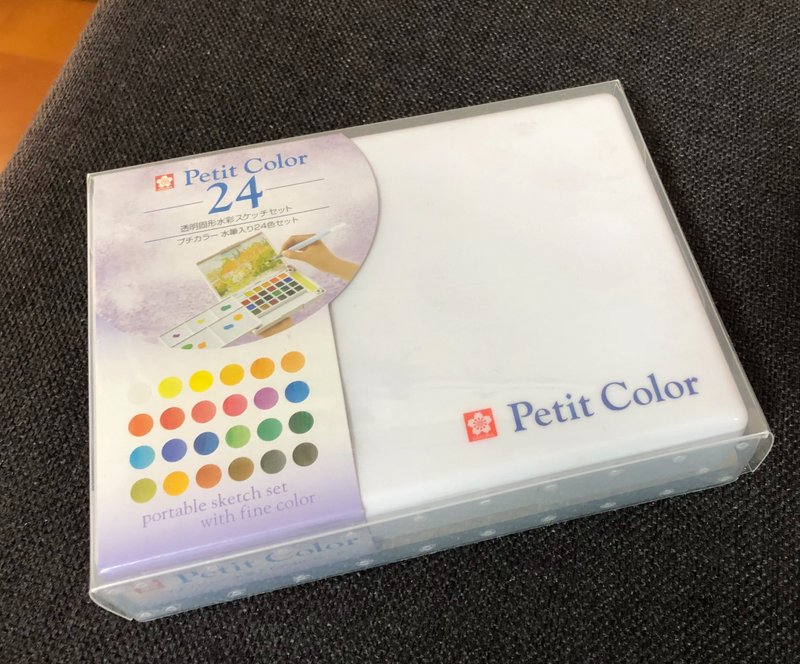 Petit Color
24
透明固形水彩スケッチセット
プチカラー 水筆入り24色セット
portable sketch set
with fine color
Petit Color
Petit Color